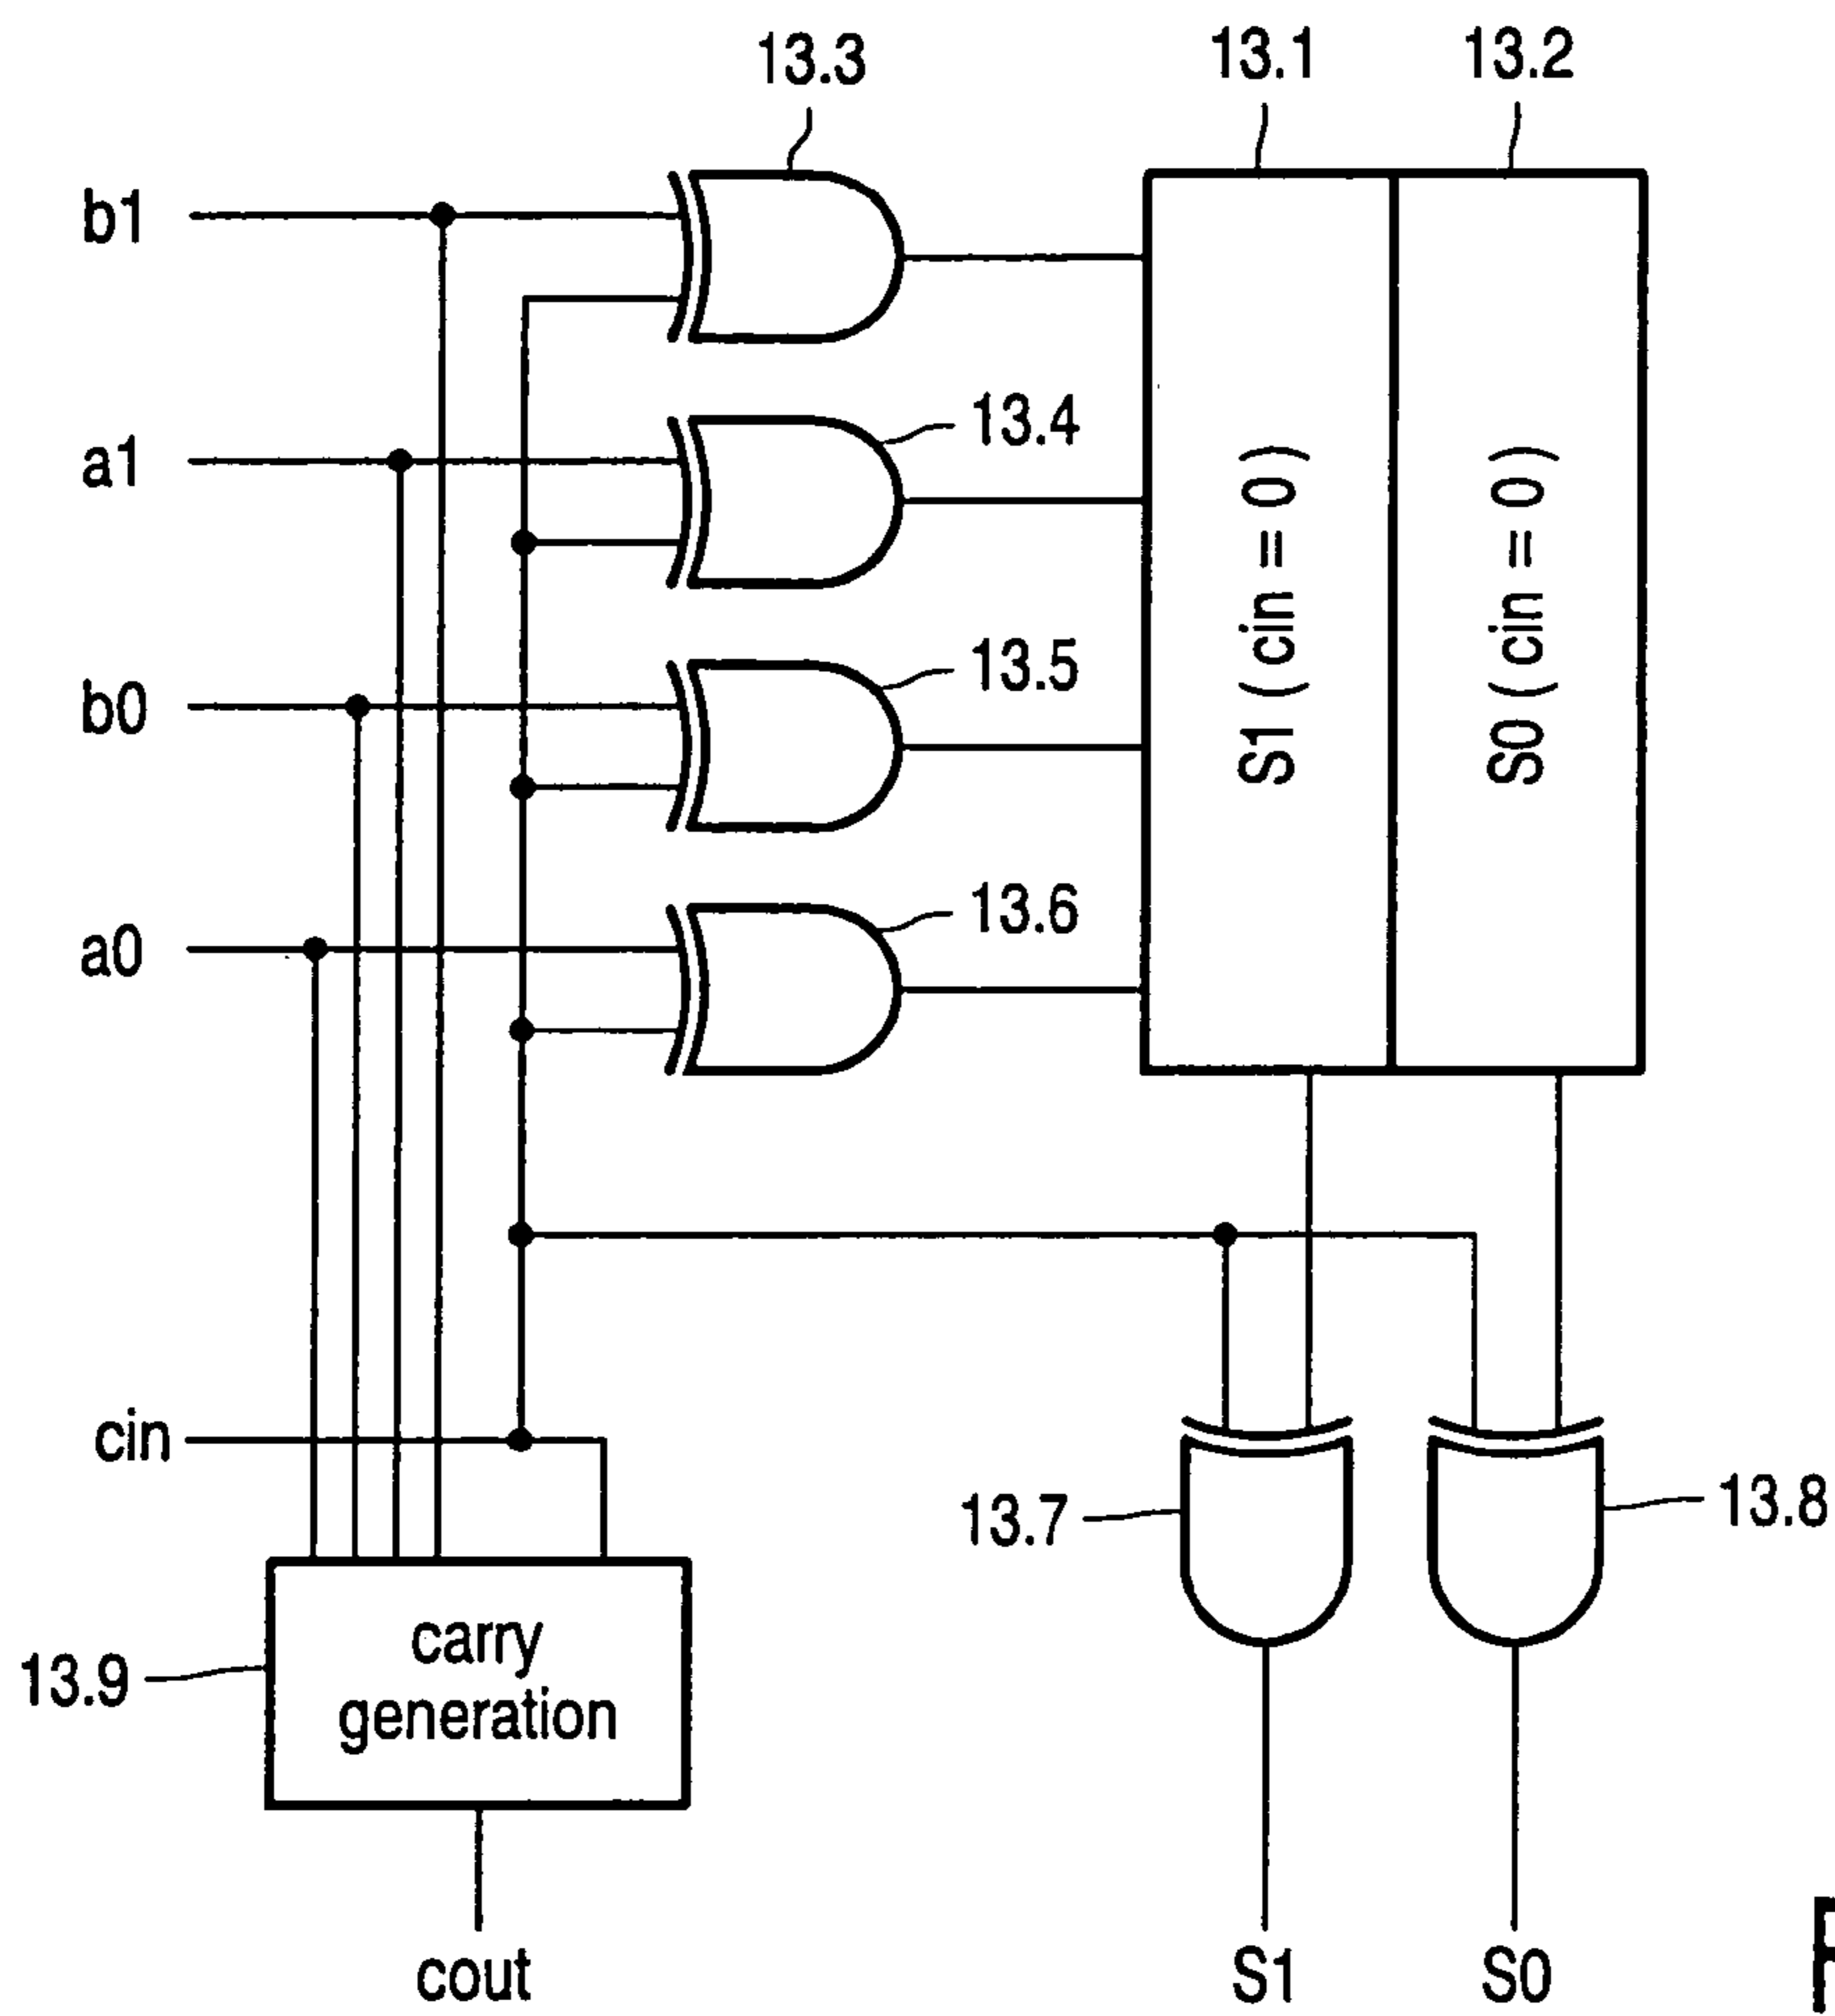 13.3
13.1
13.2
b1
a1
13.4
b0
13.5
a0
13.6
S1 (cin = 0)
S0 (cin = 0)
cin
13.7
13.8
13.9
carry
generation
cout
S1
S0